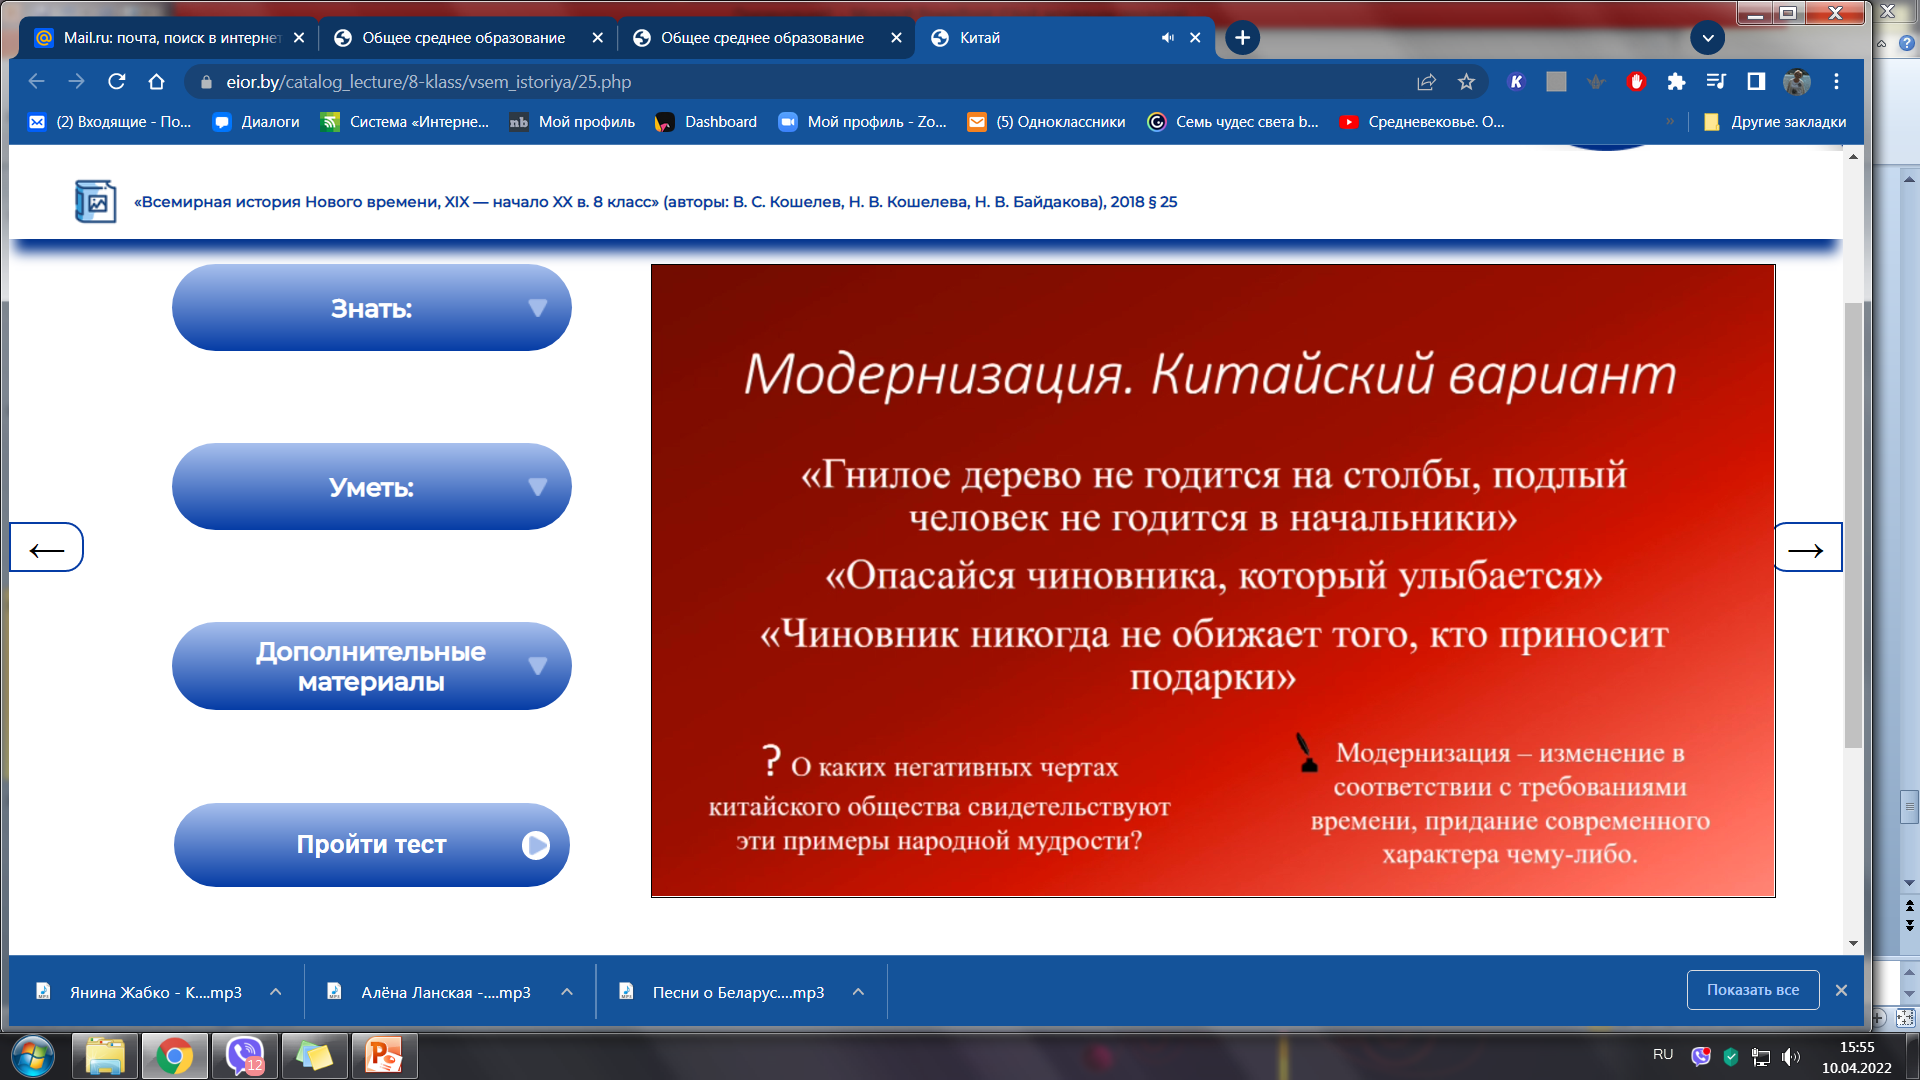 Mail.ru: почта, поиск в интернет
Общее среднее образование
Общее среднее образование
Китай
eior.by/catalog_lecture/8-klass/vsem_istoriya/25.php
(2) Входящие - По...
Диалоги
Система «Интерне...
nb Мой профиль
Dashboard
Мой профиль - Zo...
(5) Одноклассники
Семь чудес света b...
Средневековье. О...
»
Другие закладки
«Всемирная история Нового времени, XIX — начало XX в. 8 класс» (авторы: В. С. Кошелев, Н. В. Кошелева, Н. В. Байдакова), 2018 § 25
Знать:
Уметь:
Дополнительные
материалы
Пройти тест
Модернизация. Китайский вариант
«Гнилое дерево не годится на столбы, подлый
человек не годится в начальники»
«Опасайся чиновника, который улыбается»
«Чиновник никогда не обижает того, кто приносит
подарки»
? О каких негативных чертах
китайского общества свидетельствуют
эти примеры народной мудрости?
Модернизация – изменение в
соответствии с требованиями
времени, придание современного
характера чему-либо.
Янина Жабко - К....mp3
Алёна Ланская -....mp3
Песни о Беларус....mp3
Показать все
12
RU
15:55
10.04.2022